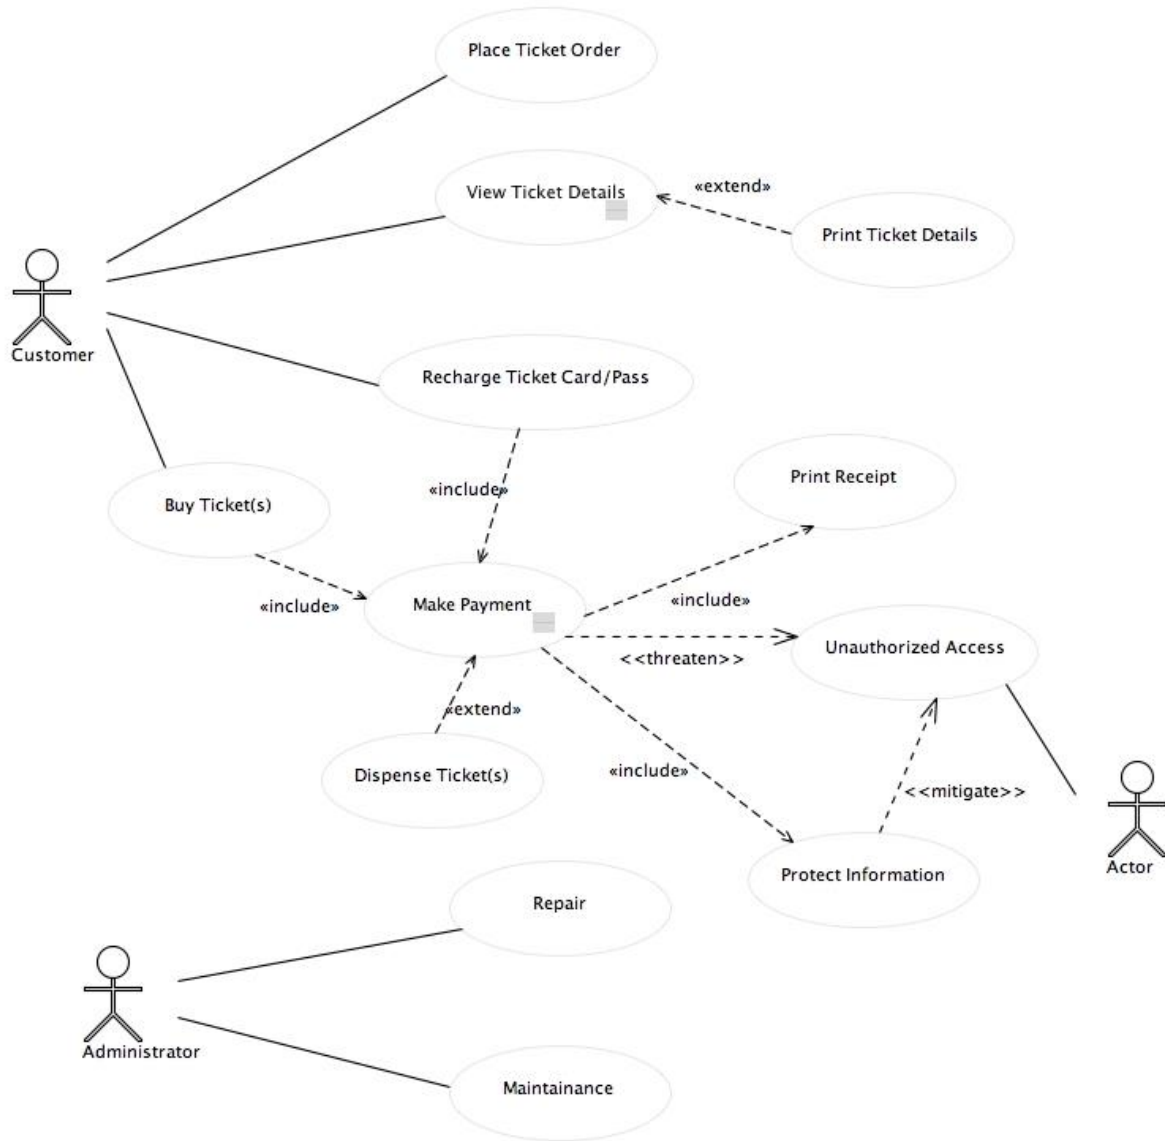 Place Ticket Order
View Ticket Details
«extend»
Print Ticket Details
Customer
Recharge Ticket Card/Pass
Print Receipt
«include»
Buy Ticket(s)
Make Payment
«include»
«include»
Unauthorized Access
<<threaten>>
«extend»
Dispense Ticket(s)
«include»
<<mitigate>>
Protect Information
Actor
Repair
Administrator
Maintainance